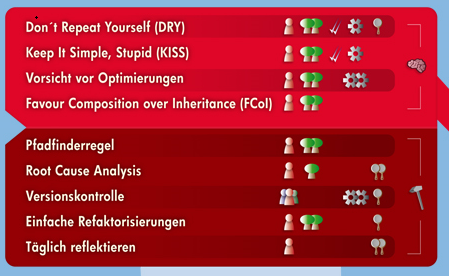 Don´t Repeat Yourself (DRY)
Keep It Simple, Stupid (KISS)
Vorsicht vor Optimierungen
Favour Composition over Inheritance (FCoI)
Pfadfinderregel
Root Cause Analysis
Versionskontrolle
Einfache Refaktorisierungen
Täglich reflektieren